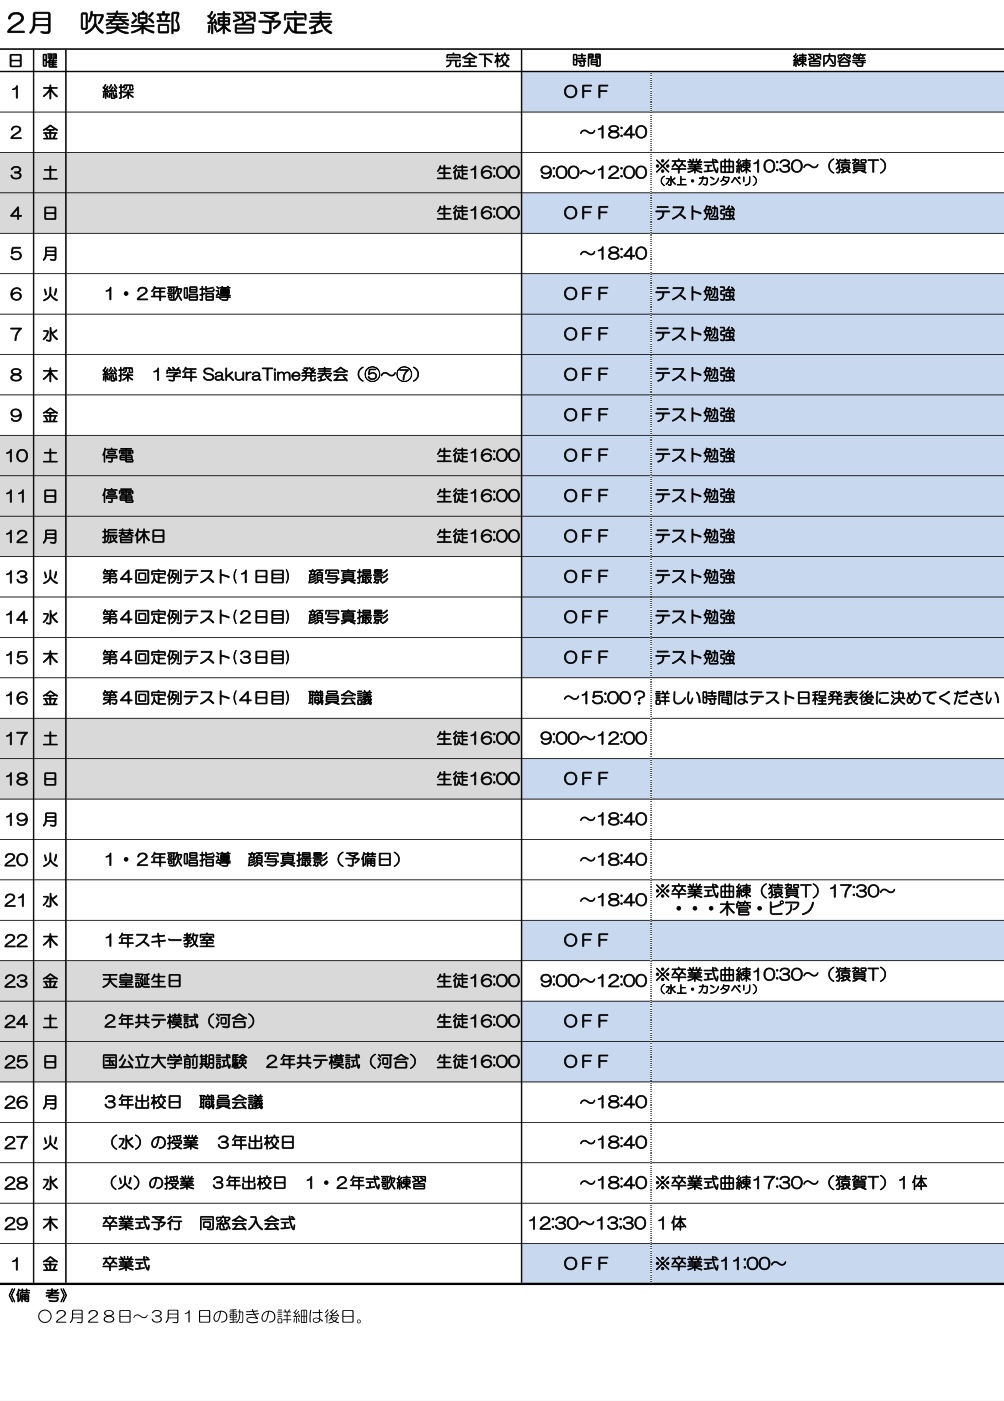 ２月　吹奏楽部　練習予定表
日 曜 完全下校 時間 練習内容等
1 木 総探 ＯＦＦ
2 金 ～18:40
3 土 生徒16:00 9:00～12:00 ※卒業式曲練10:30～（猿賀T）
（水上・カンタベリ）
4 日 生徒16:00 ＯＦＦ テスト勉強
5 月 ～18:40
6 火 １・２年歌唱指導 ＯＦＦ テスト勉強
7 水 ＯＦＦ テスト勉強
8 木 総探　１学年 SakuraTime発表会（⑤～⑦） ＯＦＦ テスト勉強
9 金 ＯＦＦ テスト勉強
10 土 停電 生徒16:00 ＯＦＦ テスト勉強
11 日 停電 生徒16:00 ＯＦＦ テスト勉強
12 月 振替休日 生徒16:00 ＯＦＦ テスト勉強
13 火 第４回定例テスト(１日目)　顔写真撮影 ＯＦＦ テスト勉強
14 水 第４回定例テスト(２日目)　顔写真撮影 ＯＦＦ テスト勉強
15 木 第４回定例テスト(３日目) ＯＦＦ テスト勉強
16 金 第４回定例テスト(４日目)　職員会議 ～15:00？ 詳しい時間はテスト日程発表後に決めてください
17 土 生徒16:00 9:00～12:00
18 日 生徒16:00 ＯＦＦ
19 月 ～18:40
20 火 １・２年歌唱指導　顔写真撮影（予備日） ～18:40
21 水 ～18:40 ※卒業式曲練（猿賀T）17:30～
・・・木管・ピアノ
22 木 １年スキー教室 ＯＦＦ
23 金 天皇誕生日 生徒16:00 9:00～12:00 ※卒業式曲練10:30～（猿賀T）
（水上・カンタベリ）
24 土 ２年共テ模試（河合） 生徒16:00 ＯＦＦ
25 日 国公立大学前期試験　２年共テ模試（河合） 生徒16:00 ＯＦＦ
26 月 ３年出校日　職員会議 ～18:40
27 火 （水）の授業　３年出校日 ～18:40
28 水 （火）の授業　３年出校日　１・２年式歌練習 ～18:40 ※卒業式曲練17:30～（猿賀T）１体
29 木 卒業式予行　同窓会入会式 12:30～13:30 １体
1 金 卒業式 ＯＦＦ ※卒業式11:00～
《備　考》
〇２月２８日～３月１日の動きの詳細は後日。